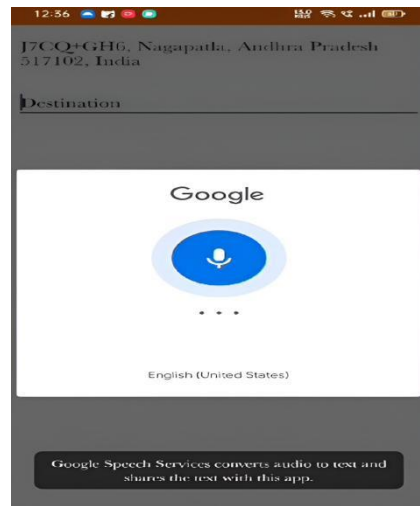 12:36
J7CQ+GH6, Nagapatla, Andhra Pradesh
517102, India
Destination
Google
English (United States)
Google Speech Services converts audio to text and
shares the text with this app.